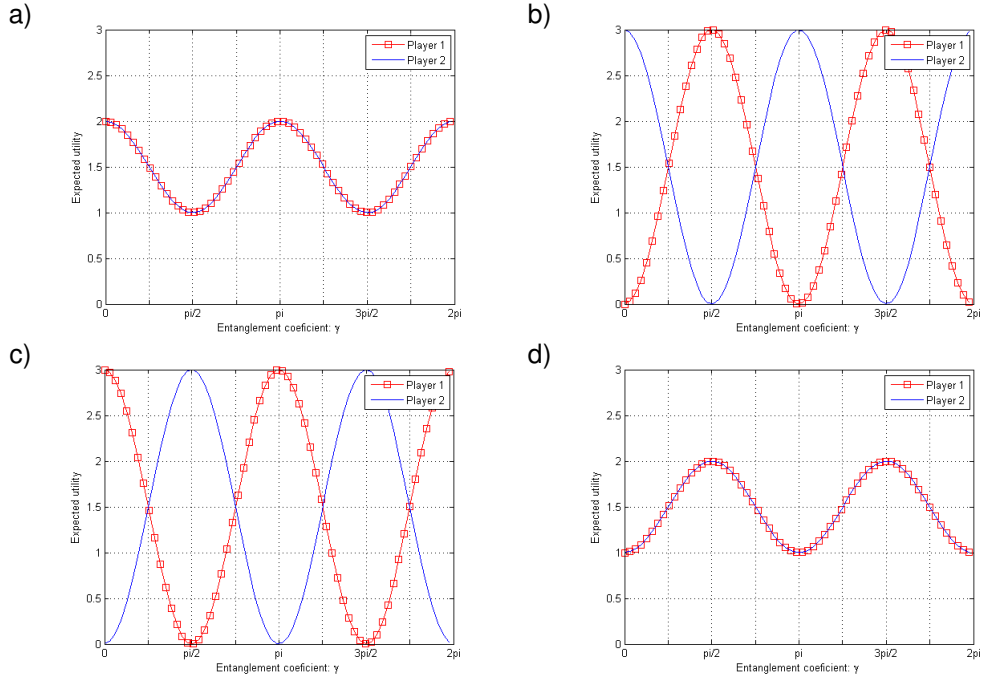 a)
3
2.5
2
1.5
1
0.5
0
Expected utility
0 pi/2 pi 3pi/2 2pi
Entanglement coeficient: γ
Player 1
Player 2
b)
3
2.5
2
1.5
1
0.5
0
Expected utility
0 pi/2 pi 3pi/2 2pi
Entanglement coeficient: γ
Player 1
Player 2
c)
3
2.5
2
1.5
1
0.5
0
Expected utility
0 pi/2 pi 3pi/2 2pi
Entanglement coeficient: γ
Player 1
Player 2
d)
3
2.5
2
1.5
1
0.5
0
Expected utility
0 pi/2 pi 3pi/2 2pi
Entanglement coeficient: γ
Player 1
Player 2